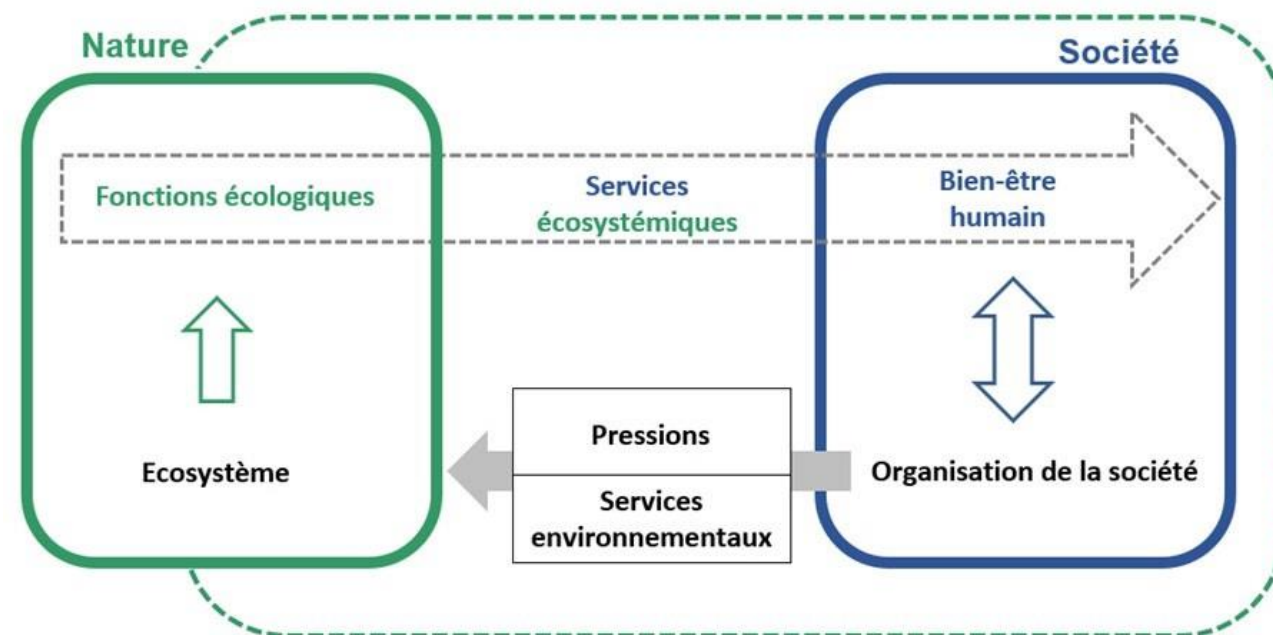 Nature
Société
Fonctions écologiques
Services
écosystémiques
Bien-être
humain
Pressions
Ecosystème
Organisation de la société
Services
environnementaux